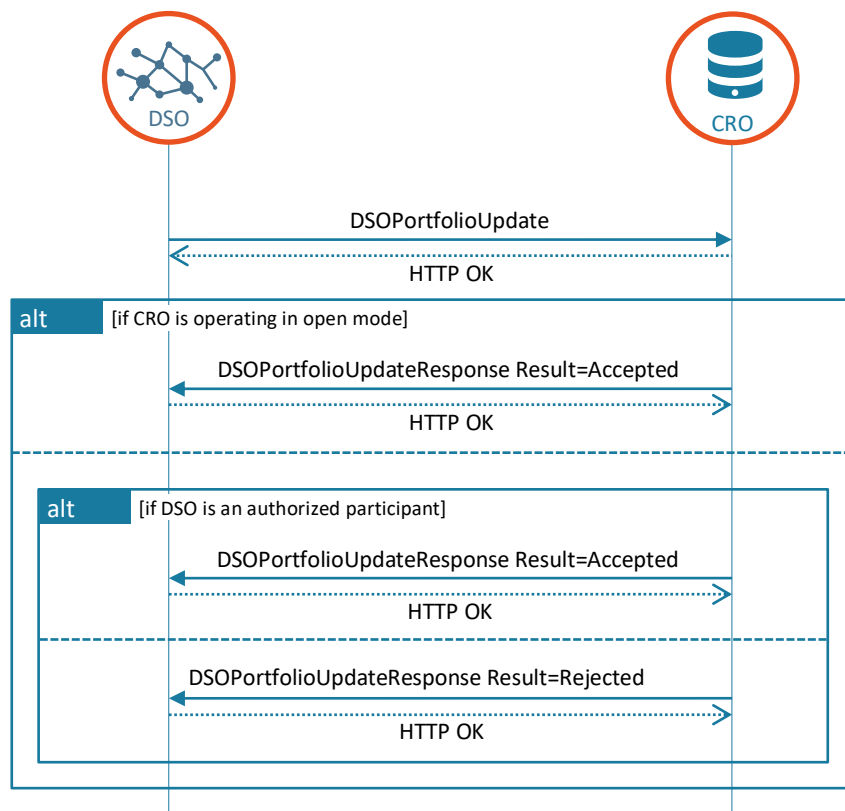 DSO
CRO
DSOPortfolioUpdate
HTTP OK
alt
[if CRO is operating in open mode]
DSOPortfolioUpdateResponse Result=Accepted
HTTP OK
alt
[if DSO is an authorized participant]
DSOPortfolioUpdateResponse Result=Accepted
HTTP OK
DSOPortfolioUpdateResponse Result=Rejected
HTTP OK